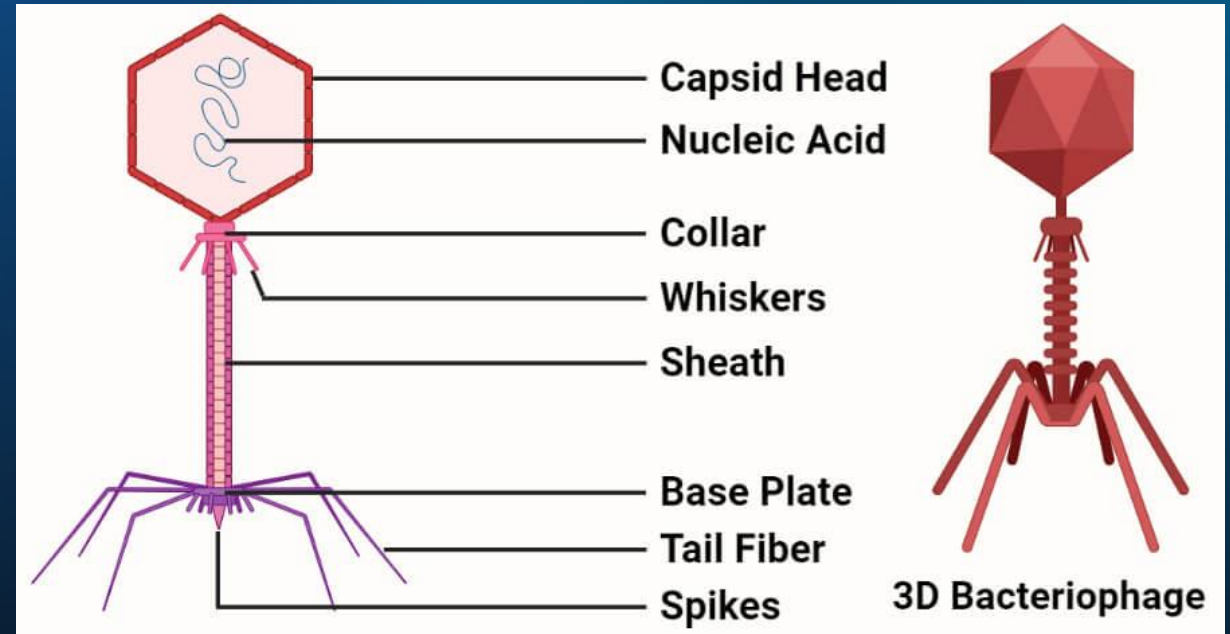 Capsid Head
Nucleic Acid
Collar
Whiskers
Sheath
Base Plate
Tail Fiber
Spikes
3D Bacteriophage